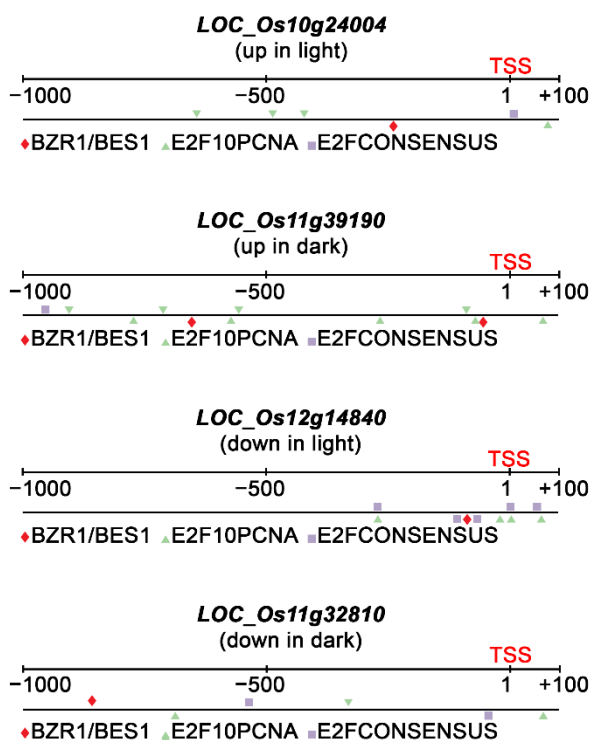 LOC_Os10g24004
(up in light)
TSS
−1000 −500 1 +100
BZR1/BES1 E2F10PCNA E2FCONSENSUS
LOC_Os11g39190
(up in dark)
TSS
−1000 −500 1 +100
BZR1/BES1 E2F10PCNA E2FCONSENSUS
LOC_Os12g14840
(down in light)
TSS
−1000 −500 1 +100
BZR1/BES1 E2F10PCNA E2FCONSENSUS
LOC_Os11g32810
(down in dark)
TSS
−1000 −500 1 +100
BZR1/BES1 E2F10PCNA E2FCONSENSUS